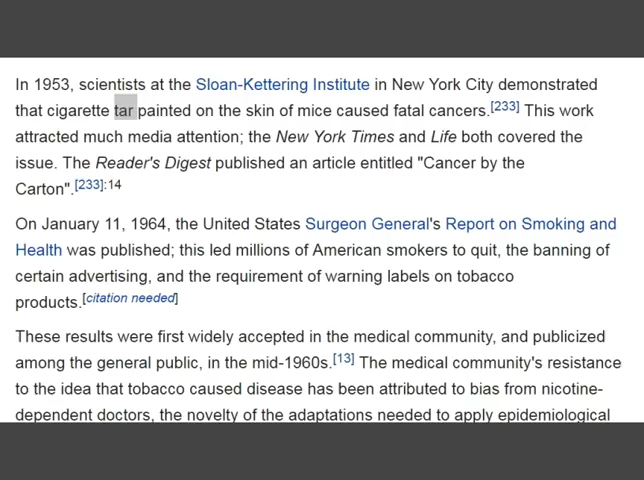 In 1953, scientists at the Sloan-Kettering Institute in New York City demonstrated
that cigarette tar painted on the skin of mice caused fatal cancers.[233] This work
attracted much media attention; the New York Times and Life both covered the
issue. The Reader's Digest published an article entitled "Cancer by the
Carton".[233]:14
On January 11, 1964, the United States Surgeon General's Report on Smoking and
Health was published; this led millions of American smokers to quit, the banning of
certain advertising, and the requirement of warning labels on tobacco
products.[citation needed]
These results were first widely accepted in the medical community, and publicized
among the general public, in the mid-1960s.[13] The medical community's resistance
to the idea that tobacco caused disease has been attributed to bias from nicotine-
dependent doctors, the novelty of the adaptations needed to apply epidemiological